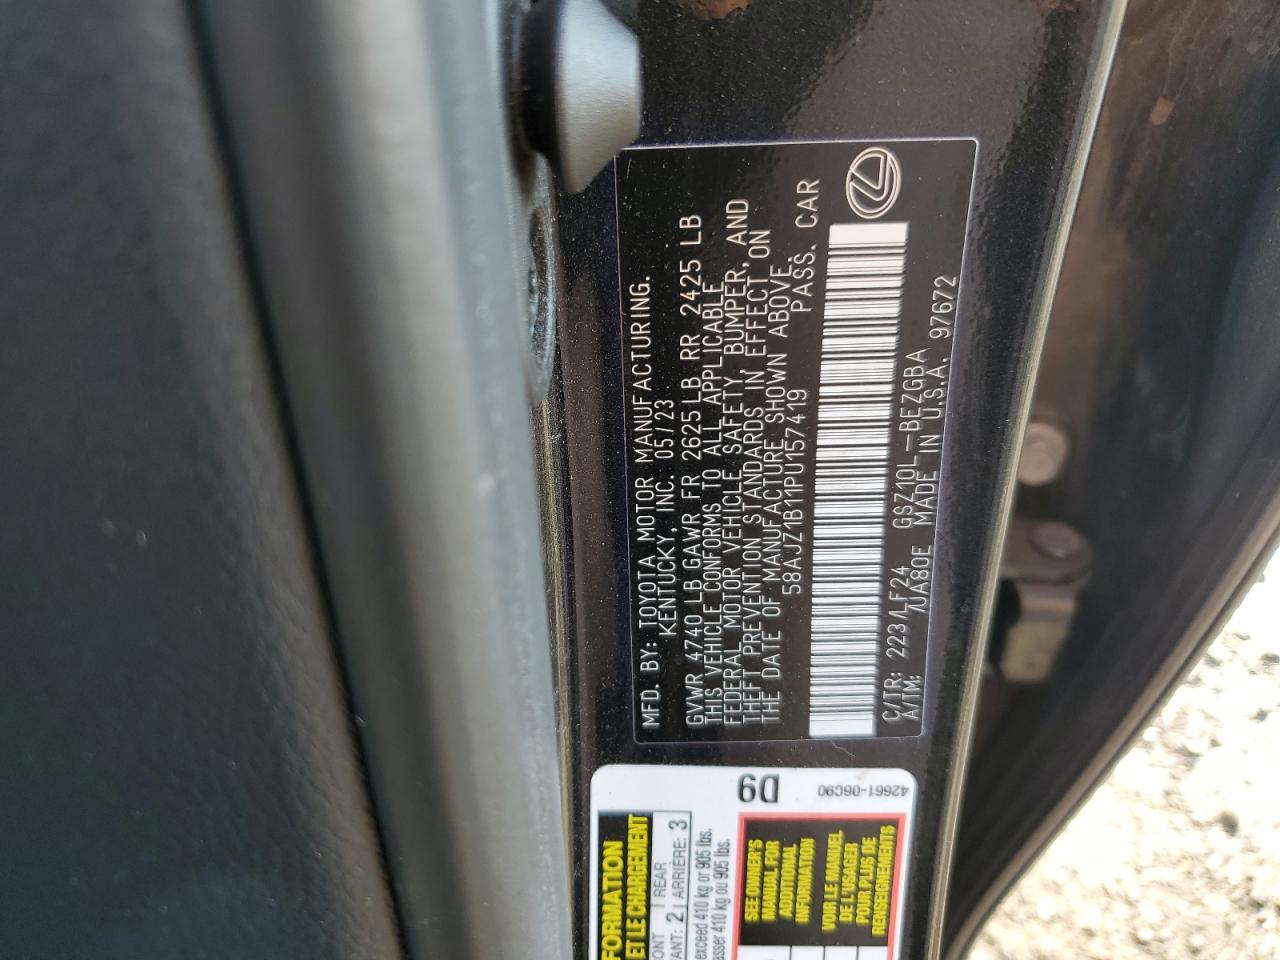 MFD. BY: TOYOTA MOTOR MANUFACTURING.
KENTUCKY, INC. 05/23
GVWR 4740 LB GAWR FR 2625 LB RR 2425 LB
THIS VEHICLE CONFORMS TO ALL APPLICABLE
FEDERAL MOTOR VEHICLE SAFETY, BUMPER, AND
THEFT PREVENTION STANDARDS IN EFFECT ON
THE DATE OF MANUFACTURE SHOWN ABOVE.
58AJZ1B11PU157419 PASS. CAR
C/TR: 223/LF24 GSZ10L-BEZGBA
A/TM: /UA80E MADE IN U.S.A. 97672
D9
42661-06C90
FORMATION
ET LE CHARGEMENT
ONT | REAR
TANT: 2 | ARRIÈRE: 3
exceed 410 kg or 905 lbs.
asser 410 kg ou 905 lbs.
SEE OWNER'S
MANUAL FOR
ADDITIONAL
INFORMATION
VOIR LE MANUEL
DE L'USAGER
POUR PLUS DE
RENSEIGNEMENTS